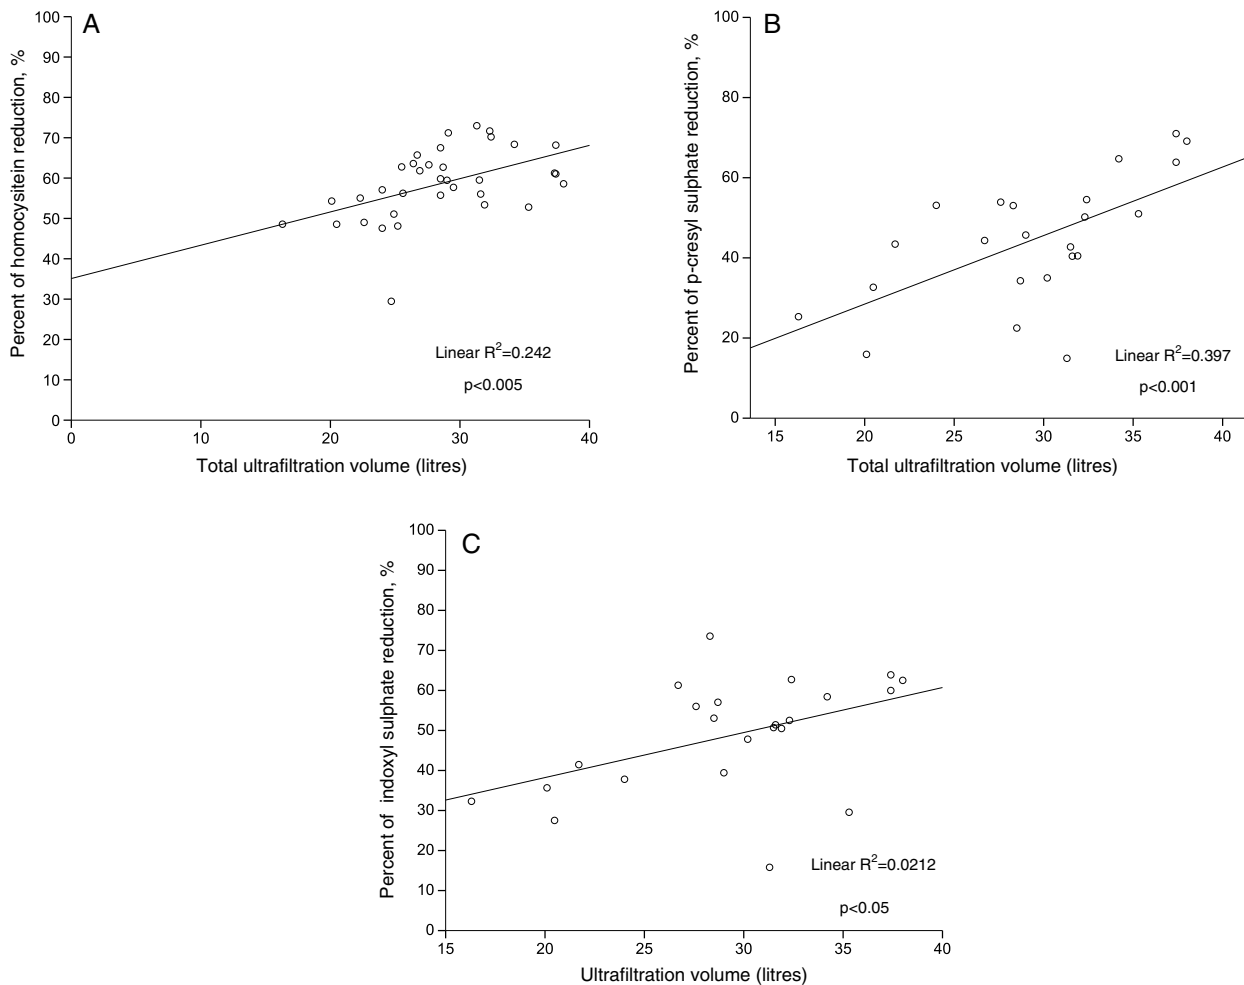 A
Percent of homocysitein reduction, %
100
90
80
70
60
50
40
30
20
10
0
0 10 20 30 40
Total ultrafiltration volume (litres)
Linear R²=0.242
p<0.005
B
Percent of p-cresyl sulphate reduction, %
100
80
60
40
20
0
15 20 25 30 35 40
Total ultrafiltration volume (litres)
Linear R²=0.397
p<0.001
C
Percent of indoxyl sulphate reduction, %
100
90
80
70
60
50
40
30
20
10
0
15 20 25 30 35 40
Ultrafiltration volume (litres)
Linear R²=0.0212
p<0.05